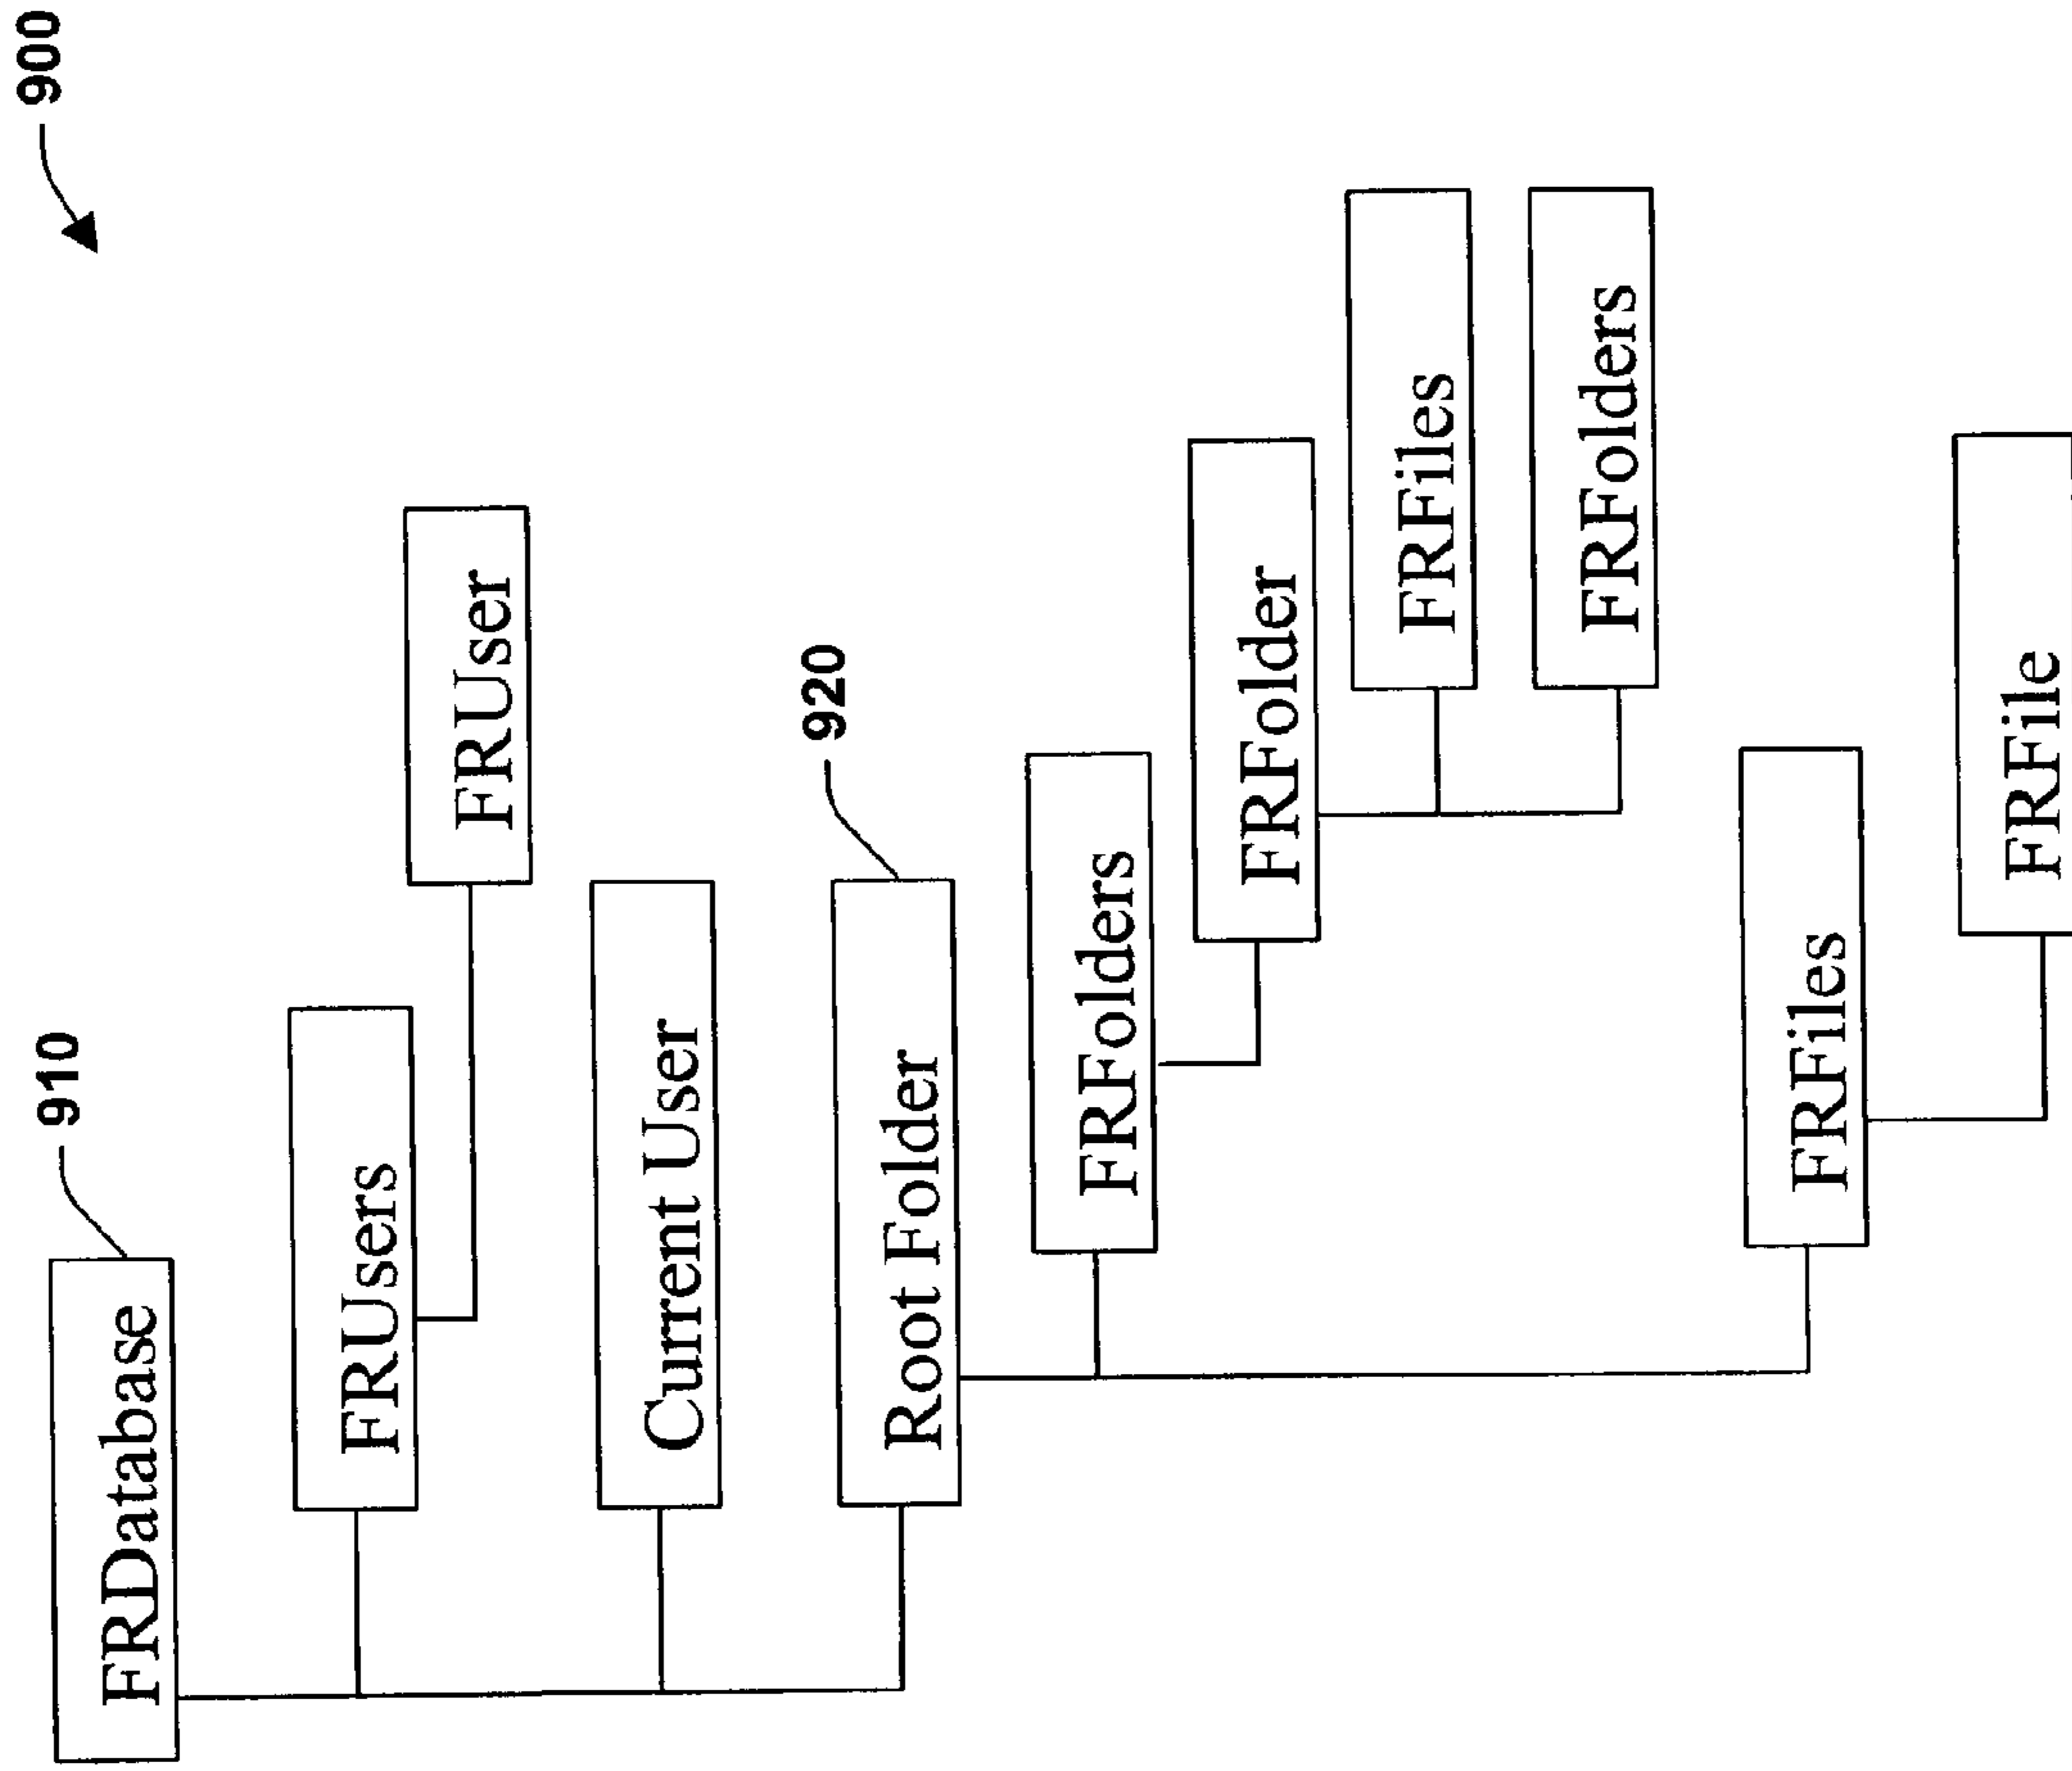 900
FRDatabase
910
FRUsers
FRUser
Current User
Root Folder
920
FRFolders
FRFolder
FRFiles
FRFolders
FRFiles
FRFile